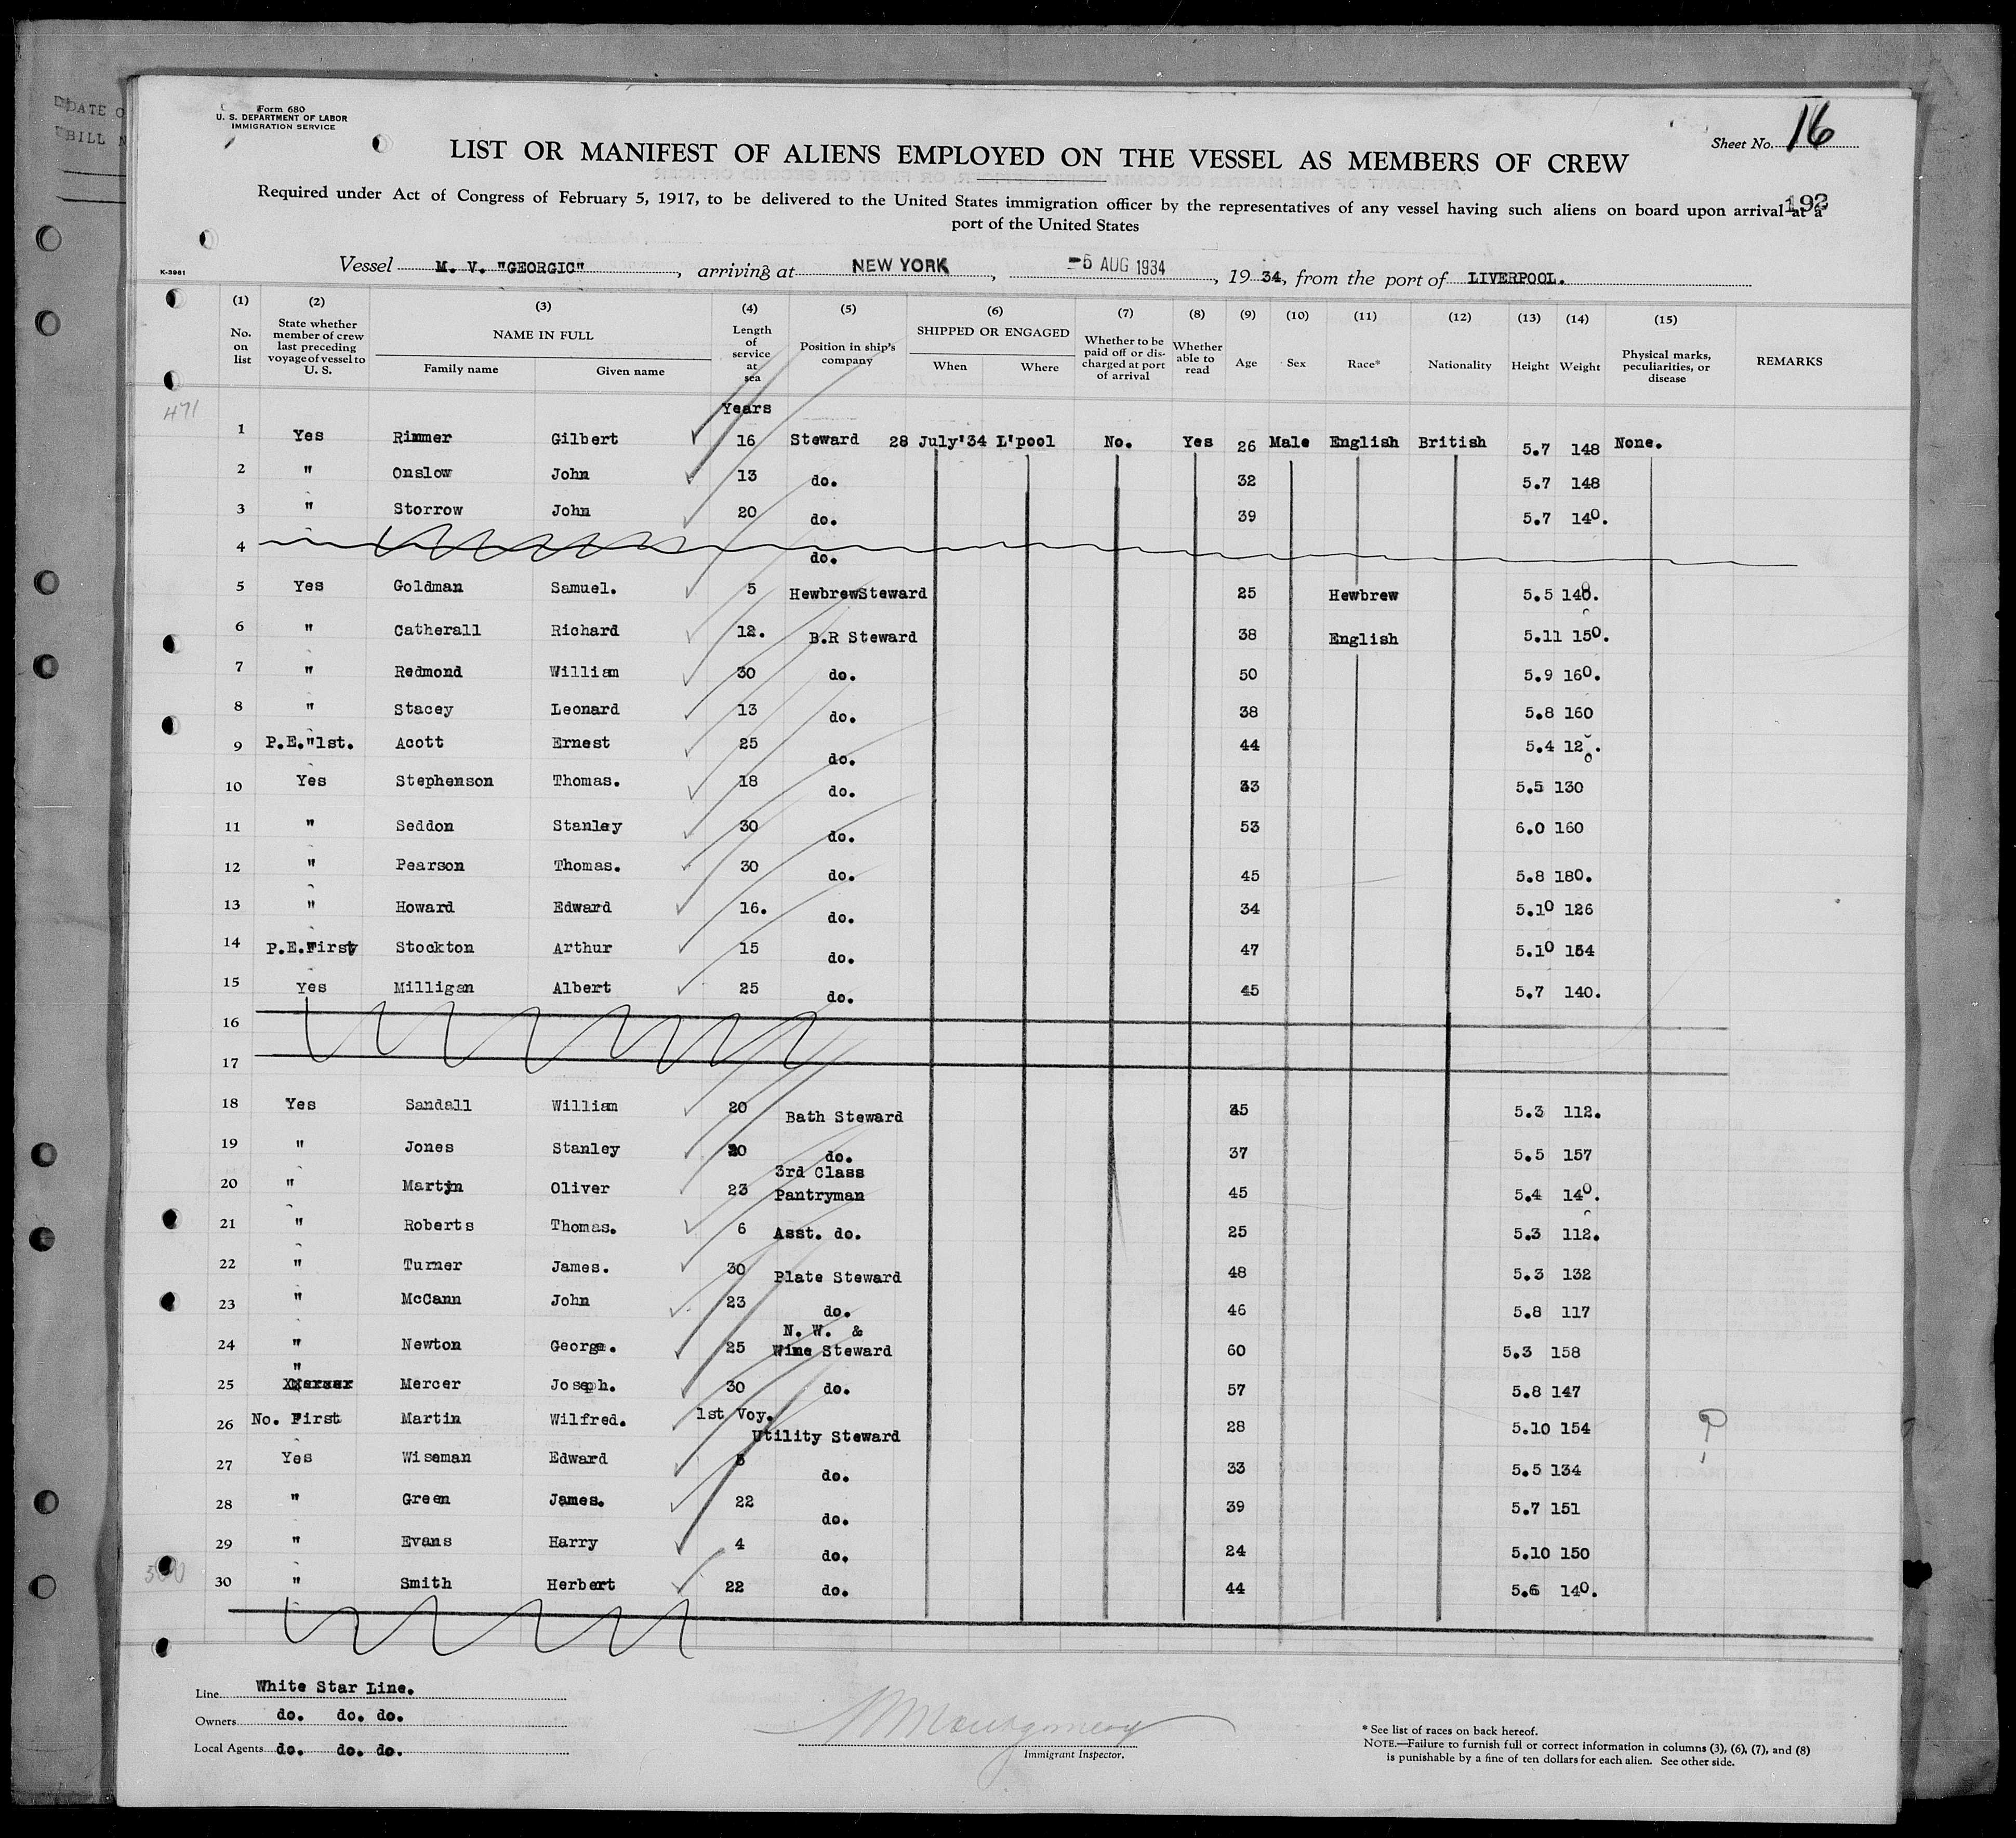 DATE O
BILL N
Form 680
U. S. DEPARTMENT OF LABOR
IMMIGRATION SERVICE
Sheet No. 16
LIST OR MANIFEST OF ALIENS EMPLOYED ON THE VESSEL AS MEMBERS OF CREW
192
Required under Act of Congress of February 5, 1917, to be delivered to the United States immigration officer by the representatives of any vessel having such aliens on board upon arrival at a
port of the United States
K-3961
Vessel M. V. "GEORGIC", arriving at NEW YORK, -5 AUG 1934, 19 34, from the port of LIVERPOOL.
(1) (2) (3) (4) (5) (6) (7) (8) (9) (10) (11) (12) (13) (14) (15)
No. on list State whether member of crew last preceding voyage of vessel to U. S. NAME IN FULL Length of service at sea Position in ship's company SHIPPED OR ENGAGED Whether to be paid off or discharged at port of arrival Whether able to read Age Sex Race* Nationality Height Weight Physical marks, peculiarities, or disease REMARKS
Family name Given name When Where
471
Years
1 Yes Rimmer Gilbert 16 Steward 28 July'34 L'pool No. Yes 26 Male English British 5.7 148 None.
2 " Onslow John 13 do. 32 5.7 148
3 " Storrow John 20 do. 39 5.7 140.
4 do.
5 Yes Goldman Samuel. 5 HewbrewSteward 25 Hewbrew 5.5 140.
6 " Catherall Richard 12. B.R Steward 38 English 5.11 150.
7 " Redmond William 30 do. 50 5.9 160.
8 " Stacey Leonard 13 do. 38 5.8 160
9 P.E."1st. Acott Ernest 25 do. 44 5.4 120.
10 Yes Stephenson Thomas. 18 do. 5.5 130
11 " Seddon Stanley 30 do. 53 6.0 160
12 " Pearson Thomas. 30 do. 45 5.8 180.
13 " Howard Edward 16. do. 34 5.10 126
14 P.E.First Stockton Arthur 15 do. 47 5.10 154
15 Yes Milligan Albert 25 do. 45 5.7 140.
16
17
18 Yes Sandall William 20 Bath Steward 5.3 112.
19 " Jones Stanley 20 do. 37 5.5 157
3rd Class
20 " Martyn Oliver 23 Pantryman 45 5.4 140.
21 " Roberts Thomas. 6 Asst. do. 25 5.3 112.
22 " Turner James. 30 Plate Steward 48 5.3 132
23 " McCann John 23 do. 46 5.8 117
N. W. &
24 " Newton George. 25 Wine Steward 60 5.3 158
"
25 Mercer Joseph. 30 do. 57 5.8 147
26 No. First Martin Wilfred. 1st Voy. Utility Steward 28 5.10 154
27 Yes Wiseman Edward do. 33 5.5 134
28 " Green James. 22 do. 39 5.7 151
29 " Evans Harry 4 do. 24 5.10 150
30 " Smith Herbert 22 do. 44 5.6 140.
Line White Star Line.
Owners do. do. do.
Local Agents do. do. do.
Montgomery
Immigrant Inspector.
* See list of races on back hereof.
NOTE.—Failure to furnish full or correct information in columns (3), (6), (7), and (8)
is punishable by a fine of ten dollars for each alien. See other side.